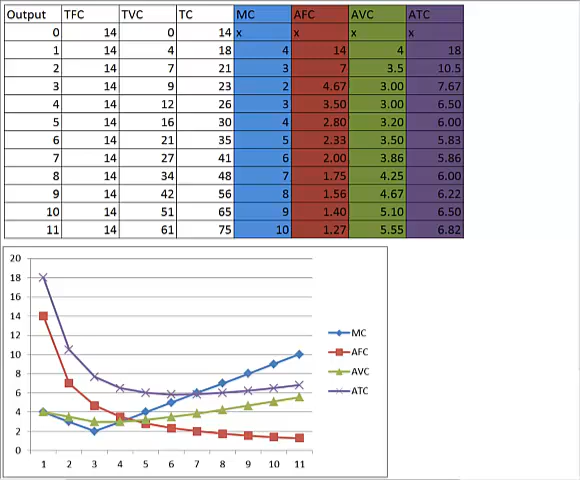 Output TFC TVC TC MC AFC AVC ATC
0 14 14 x x x x
1 14 4 18 4 14 4 18
2 14 7 21 3 7 3.5 10.5
3 14 9 23 2 4.67 3.00 7.67
4 14 12 26 3 3.50 3.00 6.50
5 14 16 30 4 2.80 3.20 6.00
6 14 21 35 5 2.33 3.50 5.83
7 14 27 41 6 2.00 3.86 5.86
8 14 34 48 7 1.75 4.25 6.00
9 14 42 56 8 1.56 4.67 6.22
10 14 51 65 9 1.40 5.10 6.50
11 14 61 75 10 1.27 5.55 6.82
20
18
16
14
12
10
8
6
4
2
0
1 2 3 4 5 6 7 8 9 10 11
MC
AFC
AVC
ATC